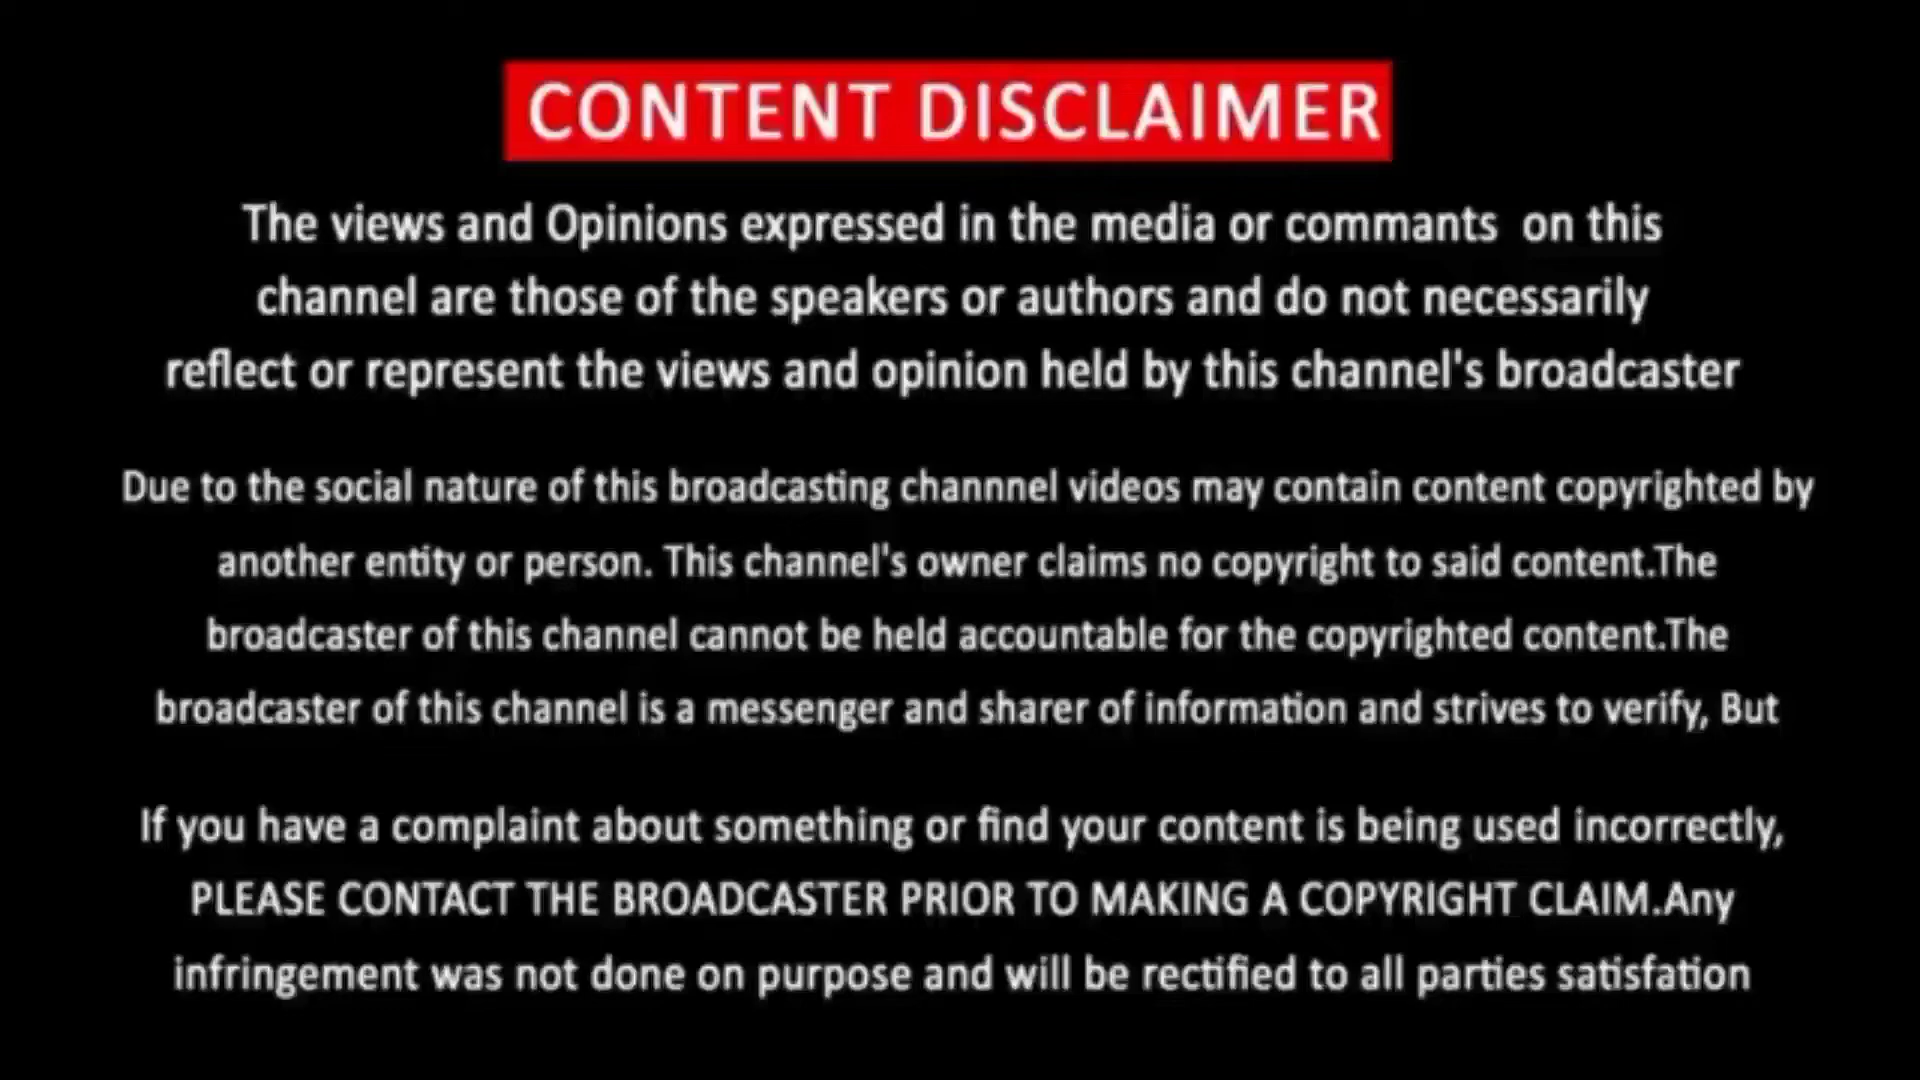 CONTENT DISCLAIMER
The views and Opinions expressed in the media or commants on this
channel are those of the speakers or authors and do not necessarily
reflect or represent the views and opinion held by this channel's broadcaster
Due to the social nature of this broadcasting channnel videos may contain content copyrighted by
another entity or person. This channel's owner claims no copyright to said content.The
broadcaster of this channel cannot be held accountable for the copyrighted content.The
broadcaster of this channel is a messenger and sharer of information and strives to verify, But
If you have a complaint about something or find your content is being used incorrectly,
PLEASE CONTACT THE BROADCASTER PRIOR TO MAKING A COPYRIGHT CLAIM.Any
infringement was not done on purpose and will be rectified to all parties satisfation